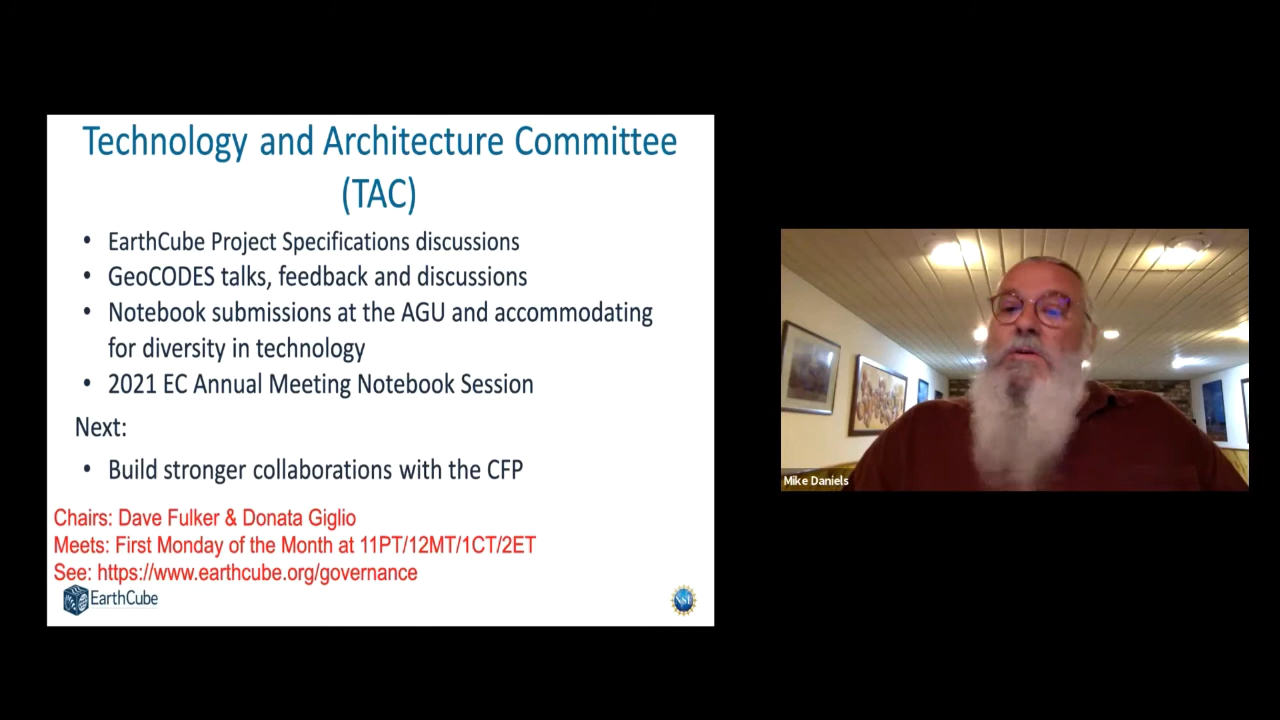 Technology and Architecture Committee
(TAC)
• EarthCube Project Specifications discussions
• GeoCODES talks, feedback and discussions
• Notebook submissions at the AGU and accommodating
for diversity in technology
• 2021 EC Annual Meeting Notebook Session
Next:
• Build stronger collaborations with the CFP
Chairs: Dave Fulker & Donata Giglio
Meets: First Monday of the Month at 11PT/12MT/1CT/2ET
See: https://www.earthcube.org/governance
EarthCube
NSF
Mike Daniels